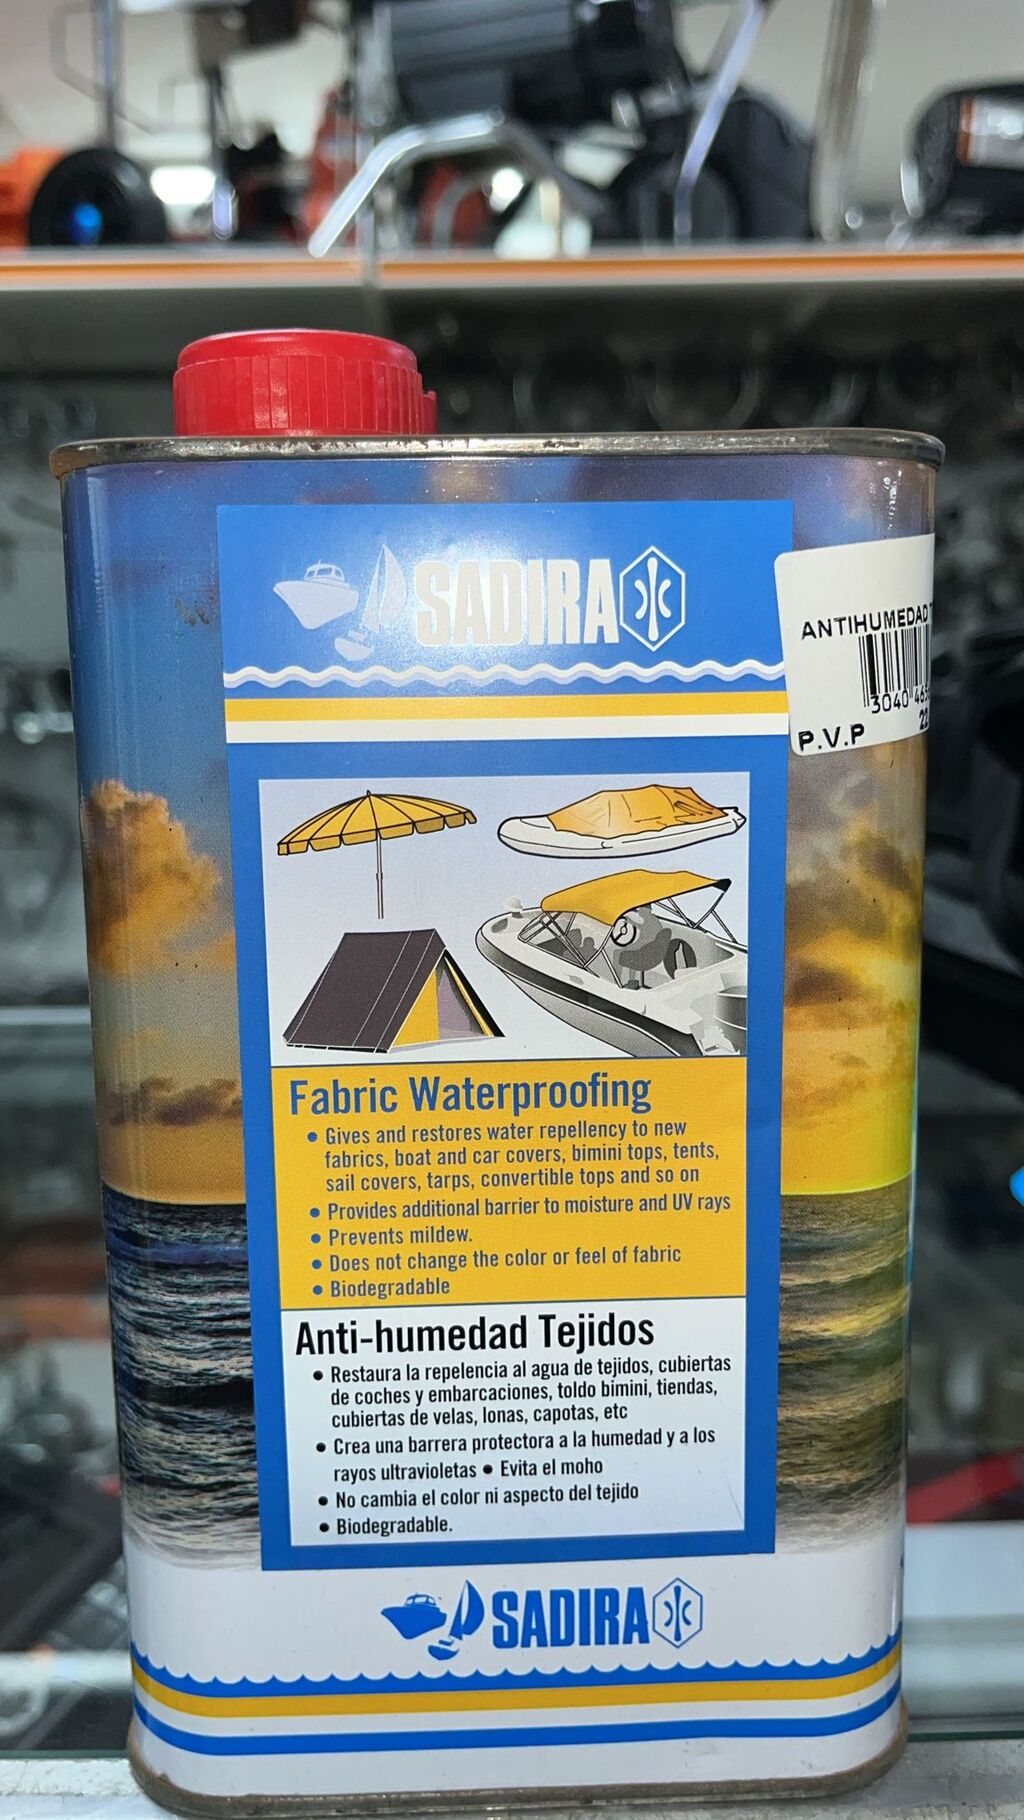 SADIRA
ANTIHUMEDAD
3040
P.V.P
Fabric Waterproofing
• Gives and restores water repellency to new
fabrics, boat and car covers, bimini tops, tents,
sail covers, tarps, convertible tops and so on
• Provides additional barrier to moisture and UV rays
• Prevents mildew.
• Does not change the color or feel of fabric
• Biodegradable
Anti-humedad Tejidos
• Restaura la repelencia al agua de tejidos, cubiertas
de coches y embarcaciones, toldo bimini, tiendas,
cubiertas de velas, lonas, capotas, etc
• Crea una barrera protectora a la humedad y a los
rayos ultravioletas • Evita el moho
• No cambia el color ni aspecto del tejido
• Biodegradable.
SADIRA